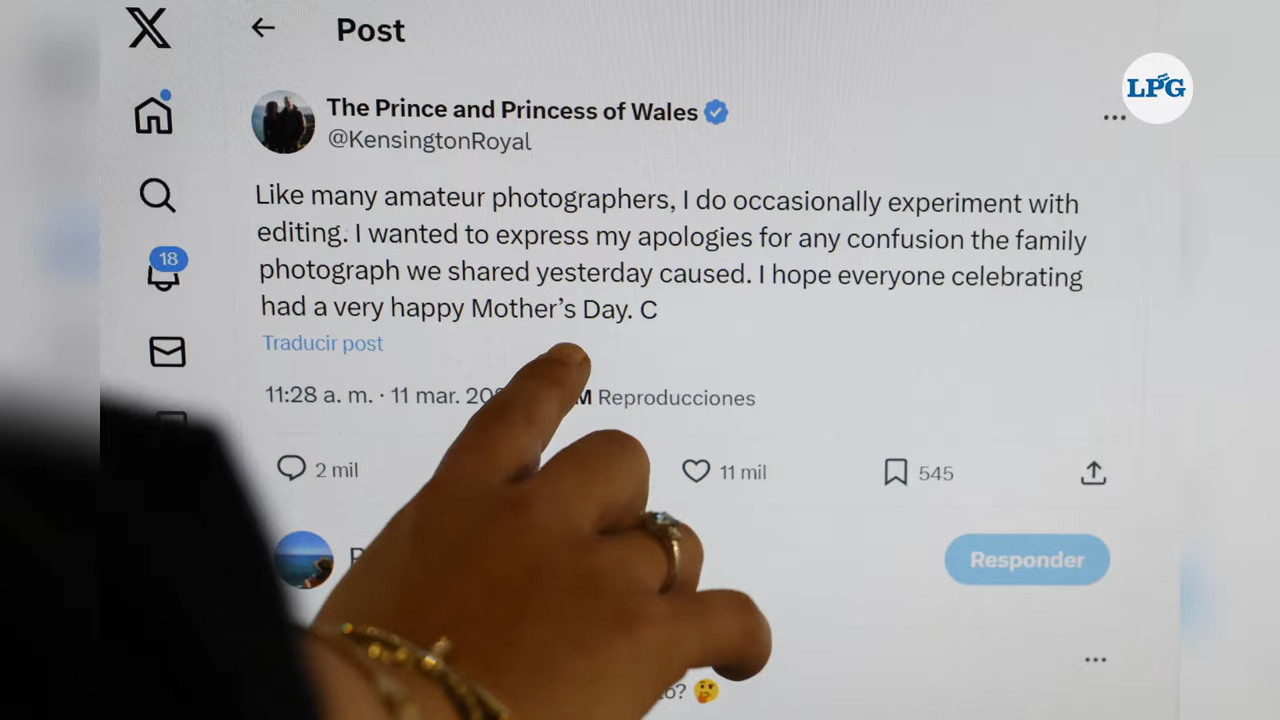 X
Post
LPG
The Prince and Princess of Wales
@KensingtonRoyal
Like many amateur photographers, I do occasionally experiment with
editing. I wanted to express my apologies for any confusion the family
photograph we shared yesterday caused. I hope everyone celebrating
had a very happy Mother’s Day. C
18
Traducir post
11:28 a. m. · 11 mar. M Reproducciones
2 mil 11 mil 545
Responder